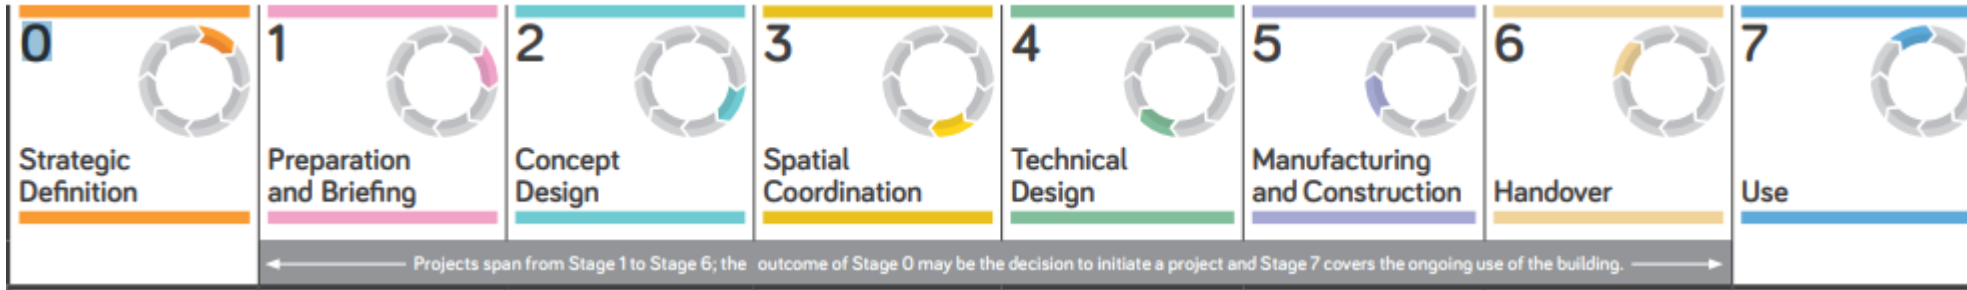 0
Strategic
Definition
1
Preparation
and Briefing
2
Concept
Design
3
Spatial
Coordination
4
Technical
Design
5
Manufacturing
and Construction
6
Handover
7
Use
Projects span from Stage 1 to Stage 6; the outcome of Stage 0 may be the decision to initiate a project and Stage 7 covers the ongoing use of the building.